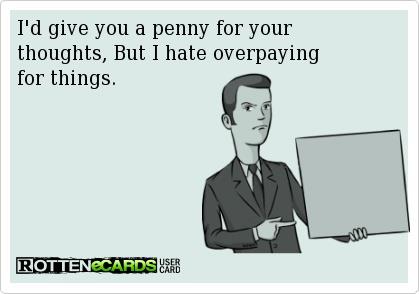 I'd give you a penny for your
thoughts, But I hate overpaying
for things.
ROTTENeCARDS USER
CARD